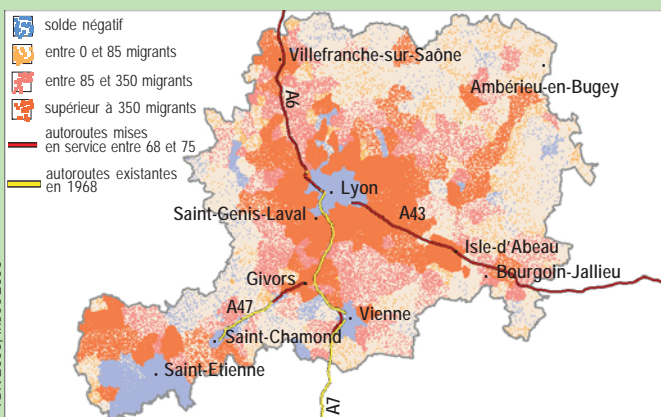 solde négatif
entre 0 et 85 migrants
entre 85 et 350 migrants
supérieur à 350 migrants
autoroutes mises
en service entre 68 et 75
autoroutes existantes
en 1968
Villefranche-sur-Saône
Ambérieu-en-Bugey
A6
Lyon
Saint-Genis-Laval
A43
Isle-d'Abeau
Bourgoin-Jallieu
Givors
A47
Vienne
Saint-Chamond
Saint-Etienne
A7